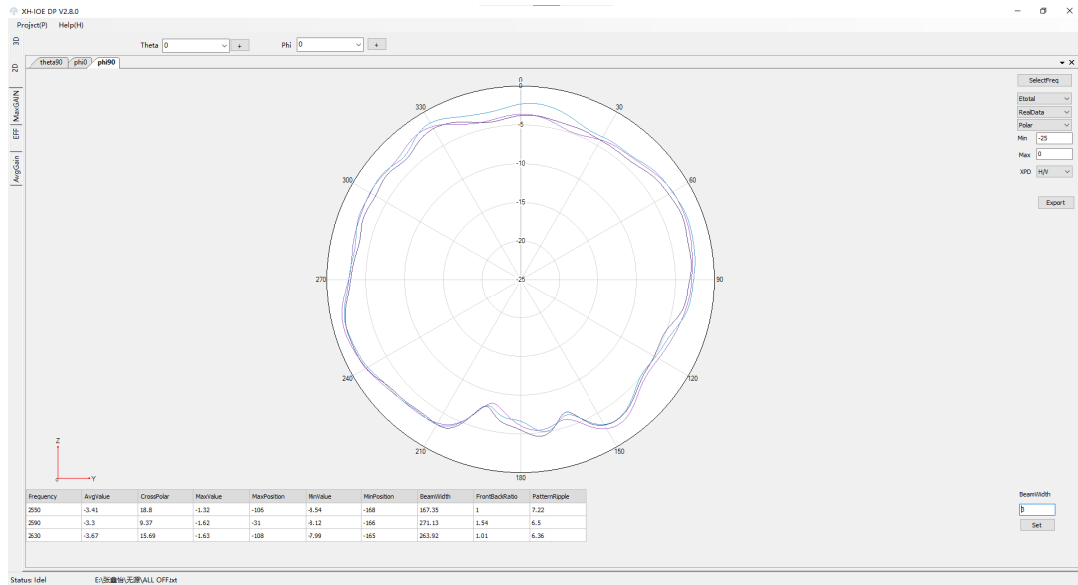 XH-IOE DP V2.8.0
Project(P) Help(H)
Theta 0 + Phi 0 +
3D
2D
MaxGAIN
EFF
AvgGain
theta90 phi0 phi90
SelectFreq
Etotal
RealData
Polar
Min -25
Max 0
XPD H/V
Export
0
0
330 30
-5
-10
300 60
-15
-20
270 -25 90
240 120
210 150
180
Z
Y
Frequency AvgValue CrossPolar MaxValue MaxPosition MinValue MinPosition BeamWidth FrontBackRatio PatternRipple
2550 -3.41 18.8 -1.32 -106 -8.54 -168 167.35 1 7.22
2590 -3.3 9.37 -1.62 -31 -8.12 -166 271.13 1.54 6.5
2630 -3.67 15.69 -1.63 -108 -7.99 -165 263.92 1.01 6.36
BeamWidth
3
Set
Status: Idel E:\张鑫怡\无源\ALL OFF.txt